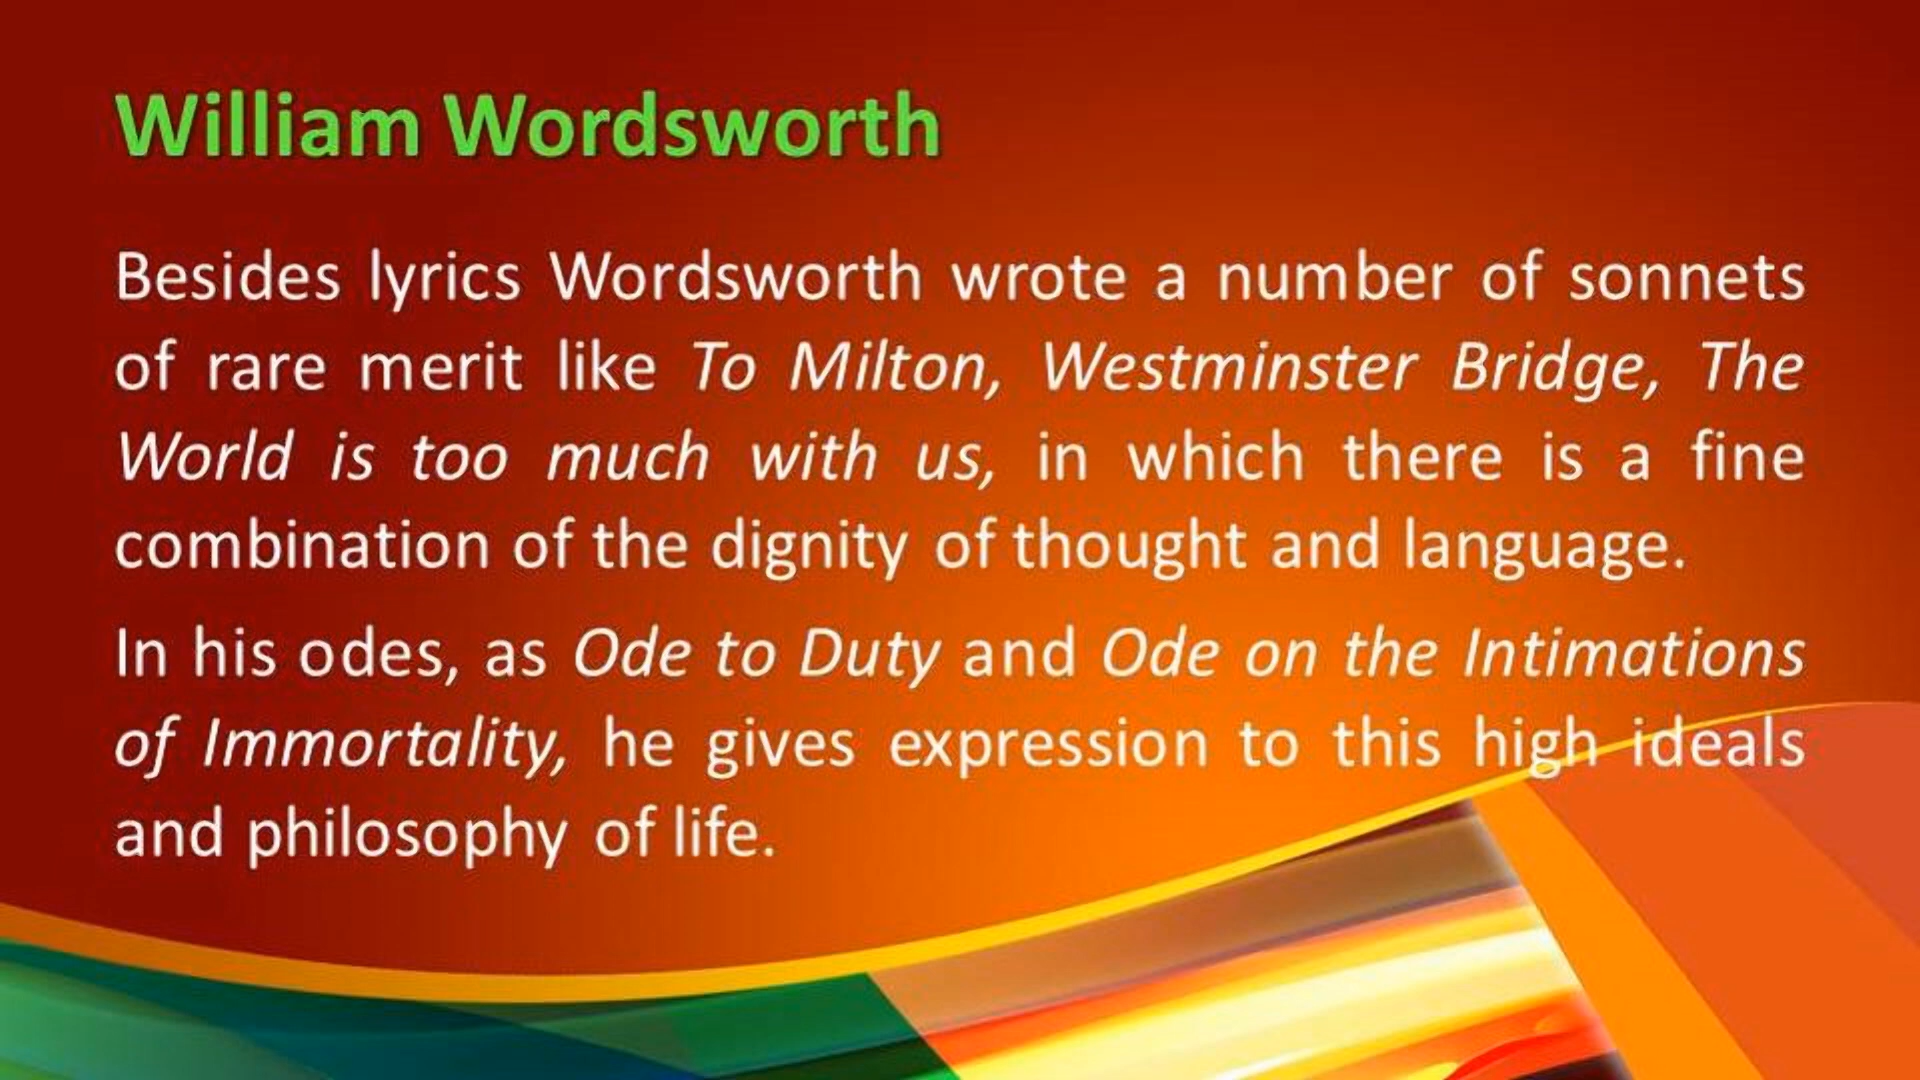 William Wordsworth
Besides lyrics Wordsworth wrote a number of sonnets
of rare merit like To Milton, Westminster Bridge, The
World is too much with us, in which there is a fine
combination of the dignity of thought and language.
In his odes, as Ode to Duty and Ode on the Intimations
of Immortality, he gives expression to this high ideals
and philosophy of life.